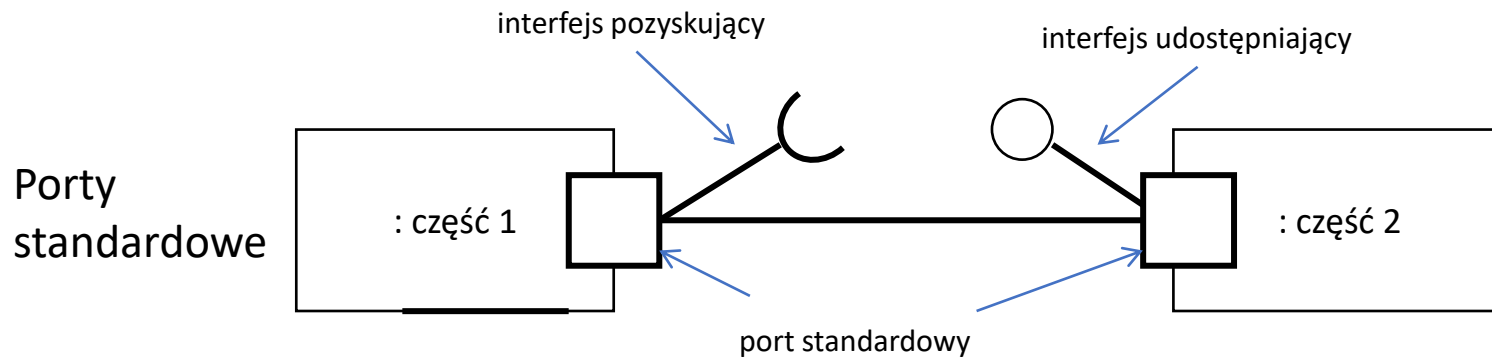 interfejs pozyskujący
interfejs udostępniający
Porty
standardowe
: część 1
: część 2
port standardowy